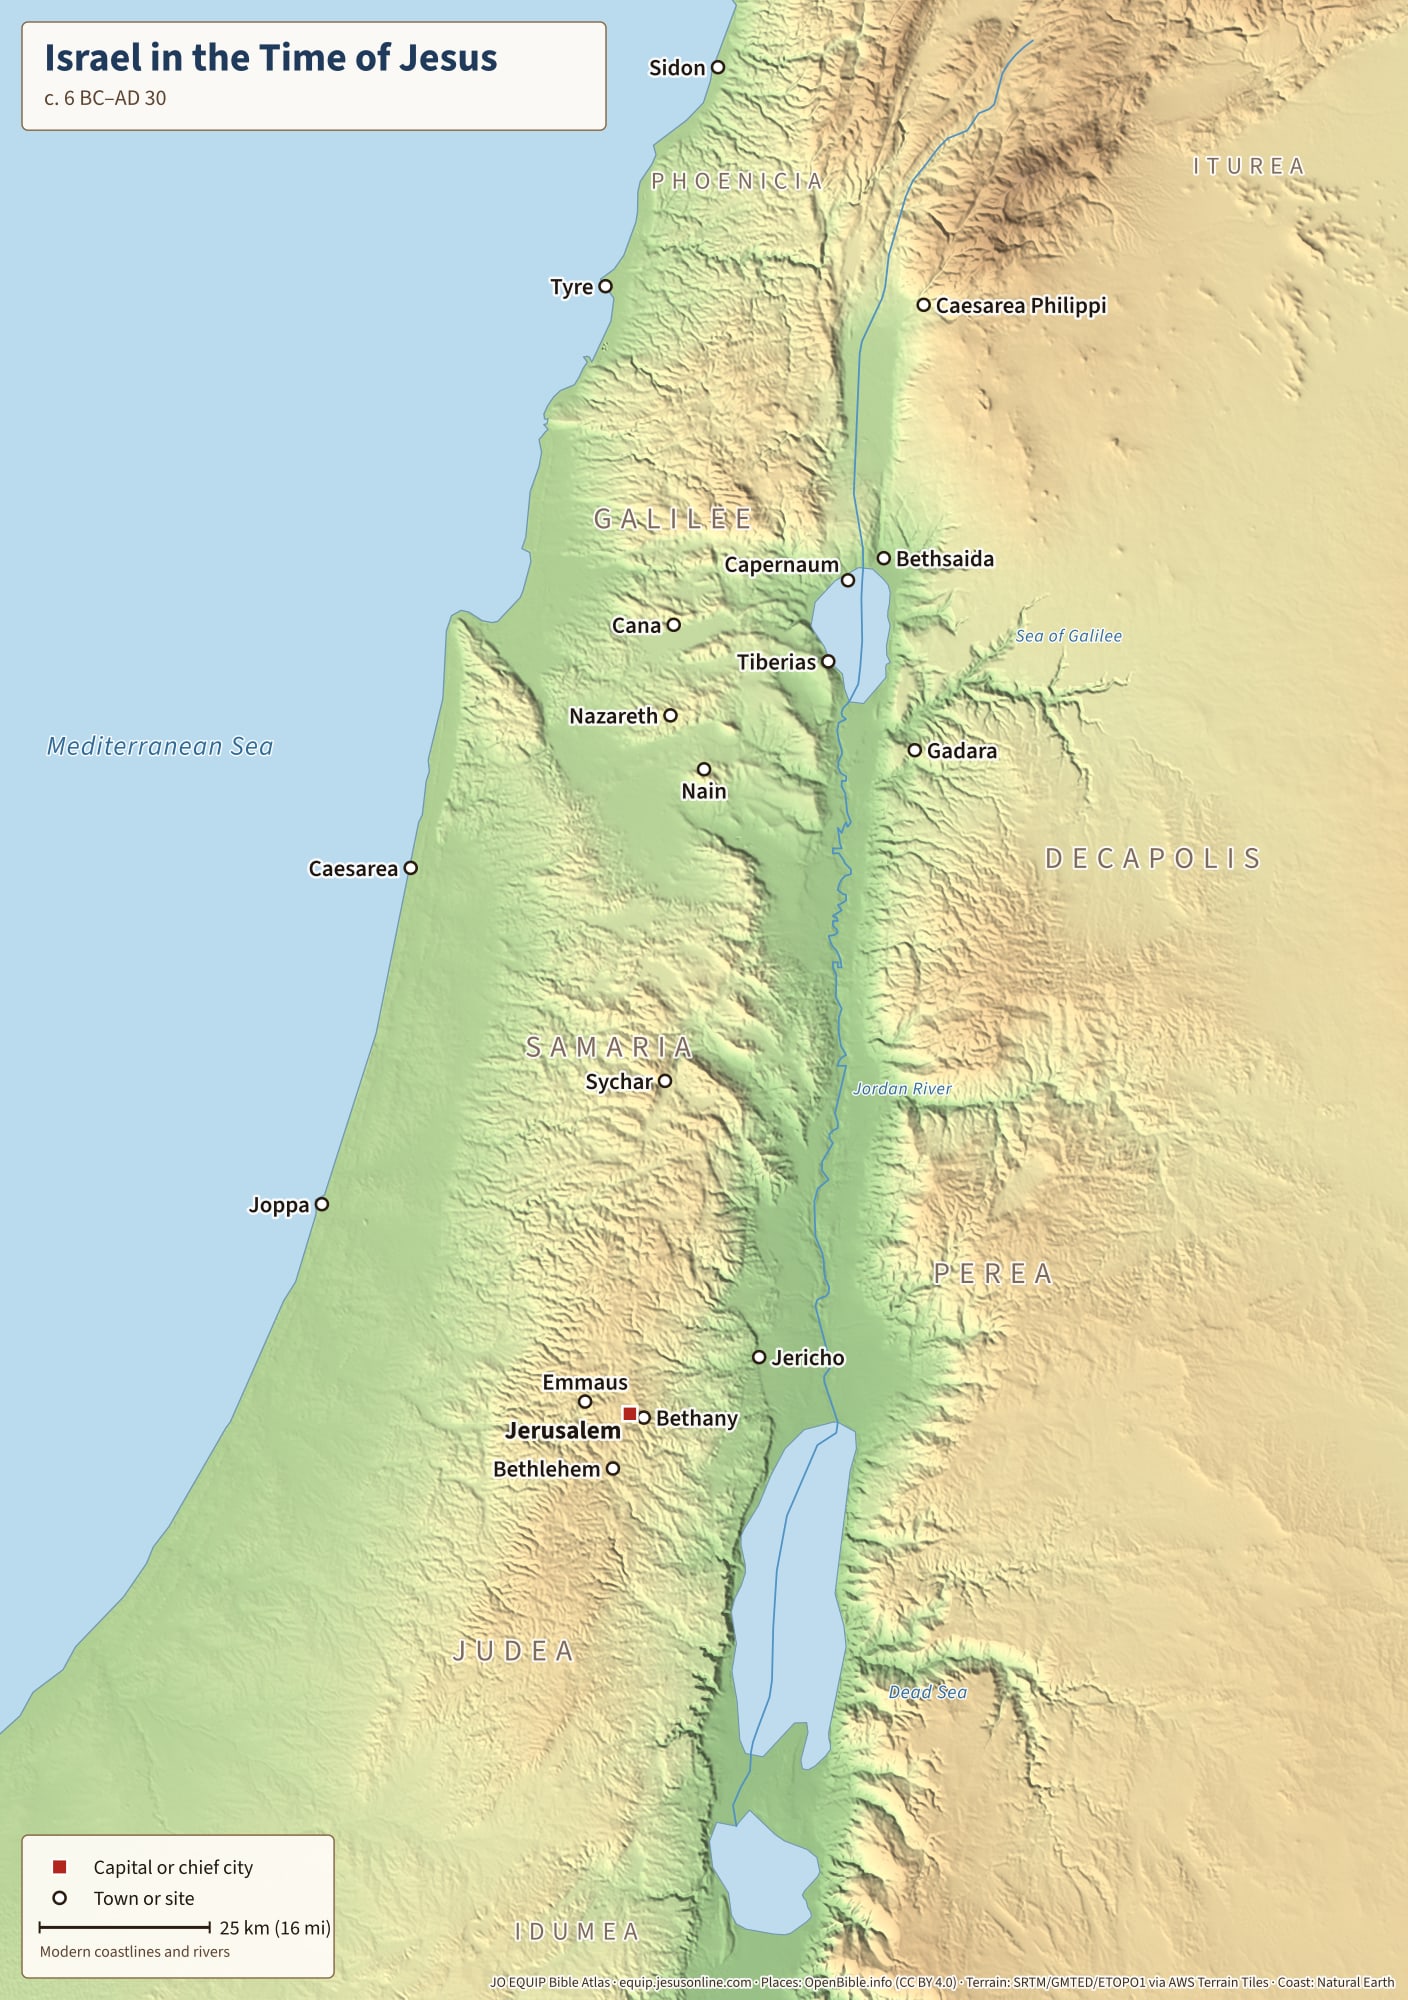 Israel in the Time of Jesus
c. 6 BC–AD 30
Sidon
PHOENICIA
ITUREA
Tyre
Caesarea Philippi
GALILEE
Capernaum
Bethsaida
Cana
Sea of Galilee
Tiberias
Nazareth
Mediterranean Sea
Gadara
Nain
DECAPOLIS
Caesarea
SAMARIA
Sychar
Jordan River
Joppa
PEREA
Jericho
Emmaus
Bethany
Jerusalem
Bethlehem
JUDEA
Dead Sea
Capital or chief city
Town or site
25 km (16 mi)
Modern coastlines and rivers
IDUMEA
JO EQUIP Bible Atlas · equip.jesusonline.com · Places: OpenBible.info (CC BY 4.0) · Terrain: SRTM/GMTED/ETOPO1 via AWS Terrain Tiles · Coast: Natural Earth